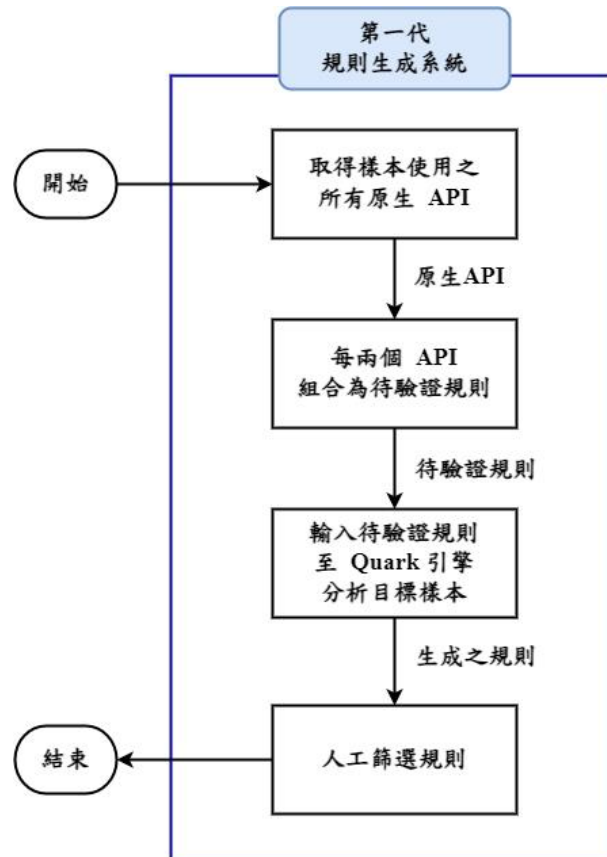 第一代
規則生成系統
開始
取得樣本使用之
所有原生 API
原生API
每兩個 API
組合為待驗證規則
待驗證規則
輸入待驗證規則
至 Quark 引擎
分析目標樣本
生成之規則
結束
人工篩選規則